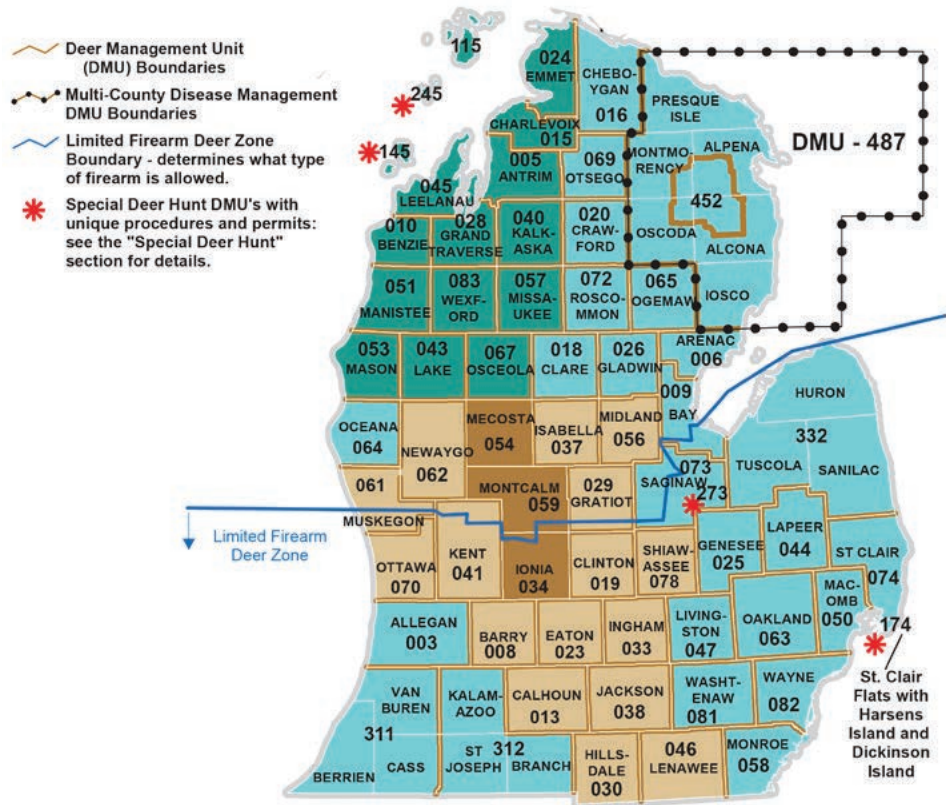 Deer Management Unit
(DMU) Boundaries
Multi-County Disease Management
DMU Boundaries
Limited Firearm Deer Zone
Boundary - determines what type
of firearm is allowed.
Special Deer Hunt DMU's with
unique procedures and permits:
see the "Special Deer Hunt"
section for details.
115
245
145
024
EMMET
CHEBO-
YGAN
016
PRESQUE
ISLE
DMU - 487
CHARLEVOIX
015
005
ANTRIM
069
OTSEGO
MONTMO-
RENCY
ALPENA
452
045
LEELANAU
010
BENZIE
028
GRAND
TRAVERSE
040
KALK-
ASKA
020
CRAW-
FORD
OSCODA
ALCONA
051
MANISTEE
083
WEXF-
ORD
057
MISSA-
UKEE
072
ROSCO-
MMON
065
OGEMAW
IOSCO
053
MASON
043
LAKE
067
OSCEOLA
018
CLARE
026
GLADWIN
ARENAC
006
009
BAY
HURON
OCEANA
064
NEWAYGO
062
MECOSTA
054
ISABELLA
037
MIDLAND
056
332
TUSCOLA
SANILAC
061
MUSKEGON
MONTCALM
059
029
GRATIOT
073
SAGINAW
273
Limited Firearm
Deer Zone
OTTAWA
070
KENT
041
IONIA
034
CLINTON
019
SHIAW-
ASSEE
078
GENESEE
025
LAPEER
044
ST CLAIR
074
ALLEGAN
003
BARRY
008
EATON
023
INGHAM
033
LIVING-
STON
047
OAKLAND
063
MAC-
OMB
050
174
St. Clair
Flats with
Harsens
Island and
Dickinson
Island
VAN
BUREN
KALAM-
AZOO
CALHOUN
013
JACKSON
038
WASHT-
ENAW
081
WAYNE
082
311
BERRIEN
CASS
ST
JOSEPH
312
BRANCH
HILLS-
DALE
030
046
LENAWEE
MONROE
058